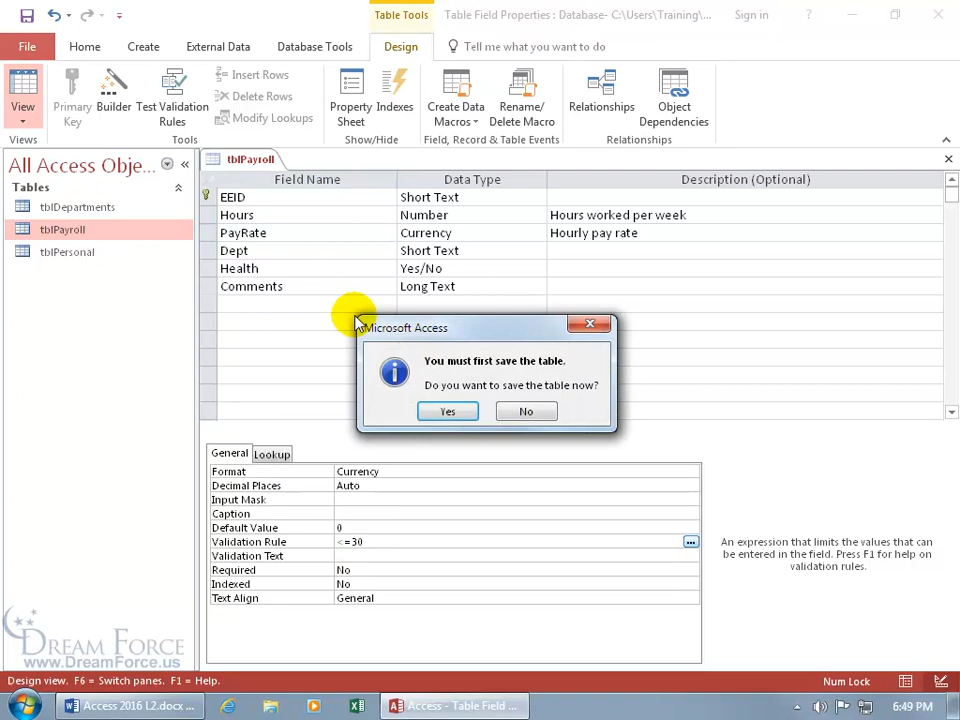 Table Tools
Table Field Properties : Database- C:\Users\Training\...
Sign in
?
File
Home
Create
External Data
Database Tools
Design
Tell me what you want to do
View
Primary Key
Builder
Test Validation Rules
Insert Rows
Delete Rows
Modify Lookups
Property Sheet
Indexes
Create Data Macros
Rename/ Delete Macro
Relationships
Object Dependencies
Views
Tools
Show/Hide
Field, Record & Table Events
Relationships
All Access Obje...
Tables
tblDepartments
tblPayroll
tblPersonal
tblPayroll
Field Name Data Type Description (Optional)
EEID Short Text
Hours Number Hours worked per week
PayRate Currency Hourly pay rate
Dept Short Text
Health Yes/No
Comments Long Text
Microsoft Access
You must first save the table.
Do you want to save the table now?
Yes No
General Lookup
Format Currency
Decimal Places Auto
Input Mask
Caption
Default Value 0
Validation Rule <=30
Validation Text
Required No
Indexed No
Text Align General
An expression that limits the values that can
be entered in the field. Press F1 for help on
validation rules.
DREAM FORCE
www.DreamForce.us
Design view. F6 = Switch panes. F1 = Help.
Num Lock
Access 2016 L2.docx ...
Access - Table Field ...
6:49 PM